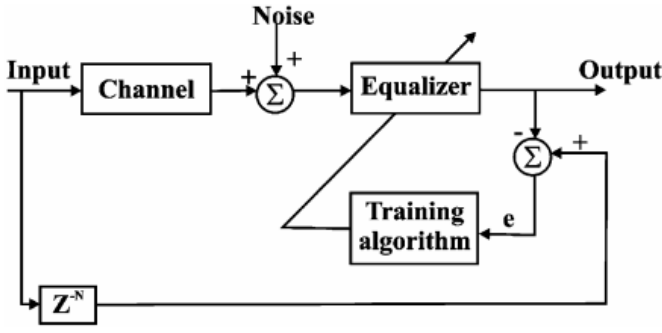 Noise
+
Input
Channel
+
Σ
Equalizer
Output
-
Σ
+
Training
algorithm
e
Z^-N